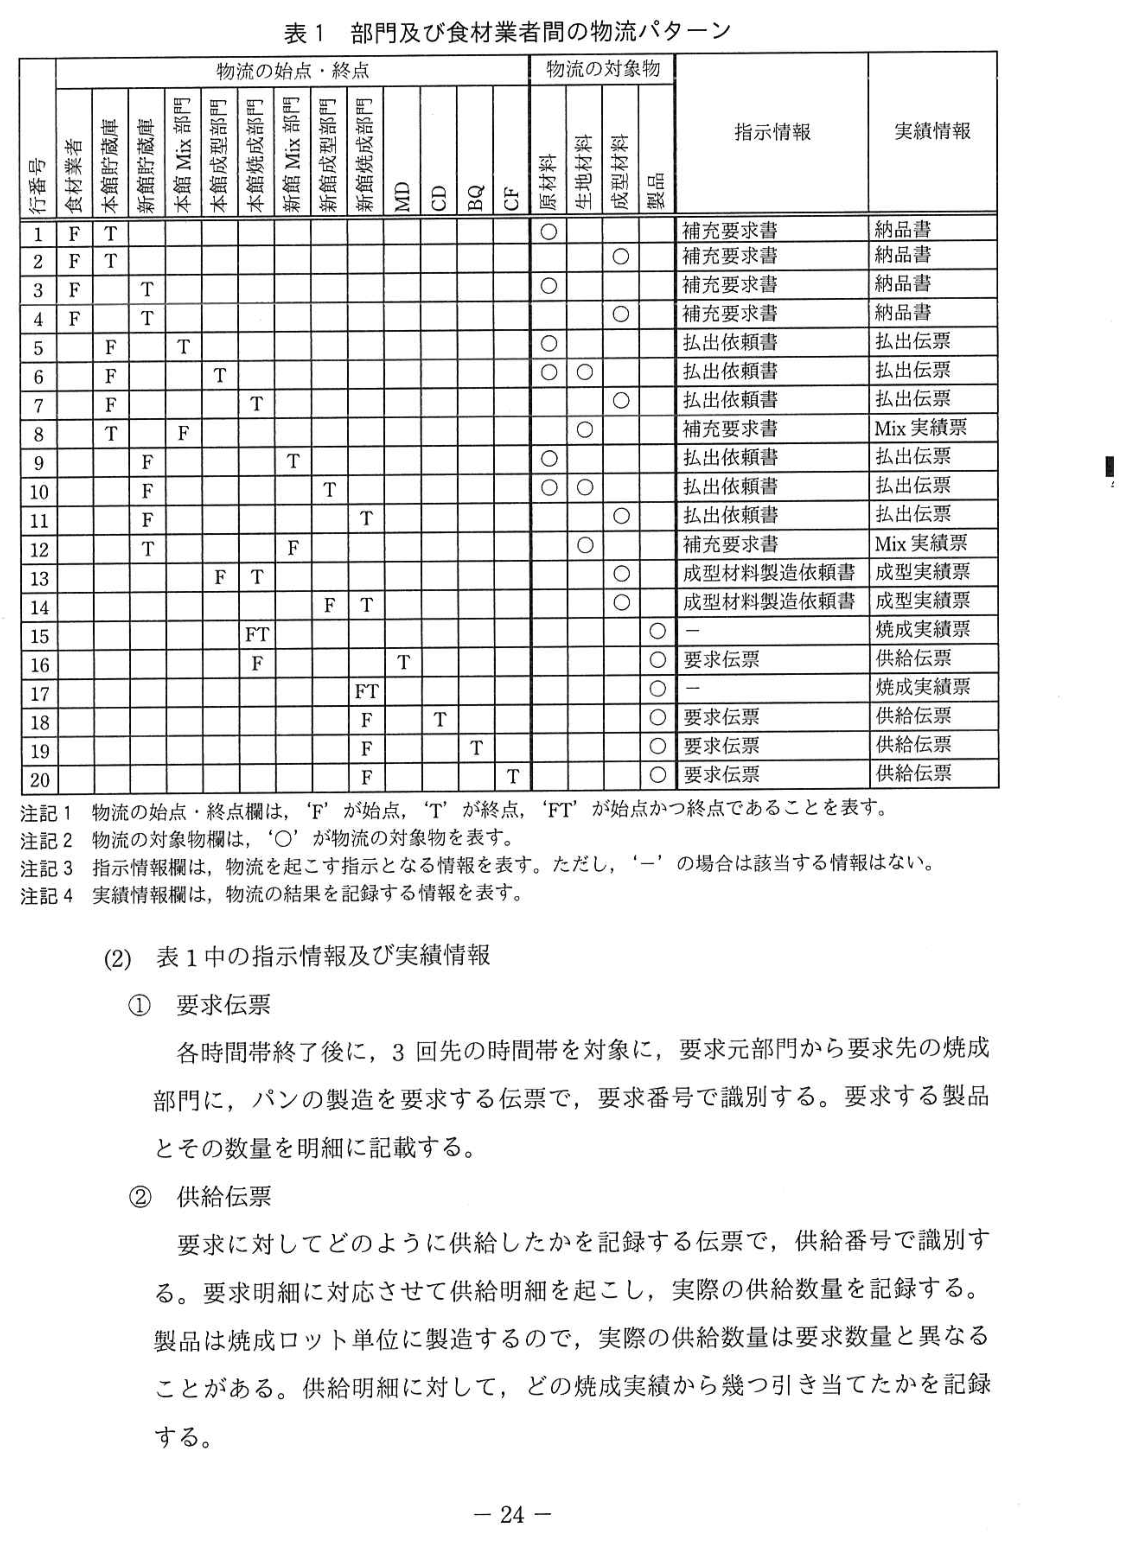 表1 部門及び食材業者間の物流パターン
行番号 物流の始点・終点 物流の対象物 指示情報 実績情報
食材業者 本館貯蔵庫 新館貯蔵庫 本館 Mix 部門 本館成型部門 本館焼成部門 新館 Mix 部門 新館成型部門 新館焼成部門 MD CD BQ CF 原材料 生地材料 成型材料 製品
1 F T ○ 補充要求書 納品書
2 F T ○ 補充要求書 納品書
3 F T ○ 補充要求書 納品書
4 F T ○ 補充要求書 納品書
5 F T ○ 払出依頼書 払出伝票
6 F T ○ ○ 払出依頼書 払出伝票
7 F T ○ 払出依頼書 払出伝票
8 T F ○ 補充要求書 Mix 実績票
9 F T ○ 払出依頼書 払出伝票
10 F T ○ ○ 払出依頼書 払出伝票
11 F T ○ 払出依頼書 払出伝票
12 T F ○ 補充要求書 Mix 実績票
13 F T ○ 成型材料製造依頼書 成型実績票
14 F T ○ 成型材料製造依頼書 成型実績票
15 FT ○ － 焼成実績票
16 F T ○ 要求伝票 供給伝票
17 FT ○ － 焼成実績票
18 F T ○ 要求伝票 供給伝票
19 F T ○ 要求伝票 供給伝票
20 F T ○ 要求伝票 供給伝票
注記1 物流の始点・終点欄は，‘F’が始点，‘T’が終点，‘FT’が始点かつ終点であることを表す。
注記2 物流の対象物欄は，‘○’が物流の対象物を表す。
注記3 指示情報欄は，物流を起こす指示となる情報を表す。ただし，‘－’の場合は該当する情報はない。
注記4 実績情報欄は，物流の結果を記録する情報を表す。
(2) 表1中の指示情報及び実績情報
① 要求伝票
各時間帯終了後に，3 回先の時間帯を対象に，要求元部門から要求先の焼成
部門に，パンの製造を要求する伝票で，要求番号で識別する。要求する製品
とその数量を明細に記載する。
② 供給伝票
要求に対してどのように供給したかを記録する伝票で，供給番号で識別す
る。要求明細に対応させて供給明細を起こし，実際の供給数量を記録する。
製品は焼成ロット単位に製造するので，実際の供給数量は要求数量と異なる
ことがある。供給明細に対して，どの焼成実績から幾つ引き当てたかを記録
する。
－ 24 －